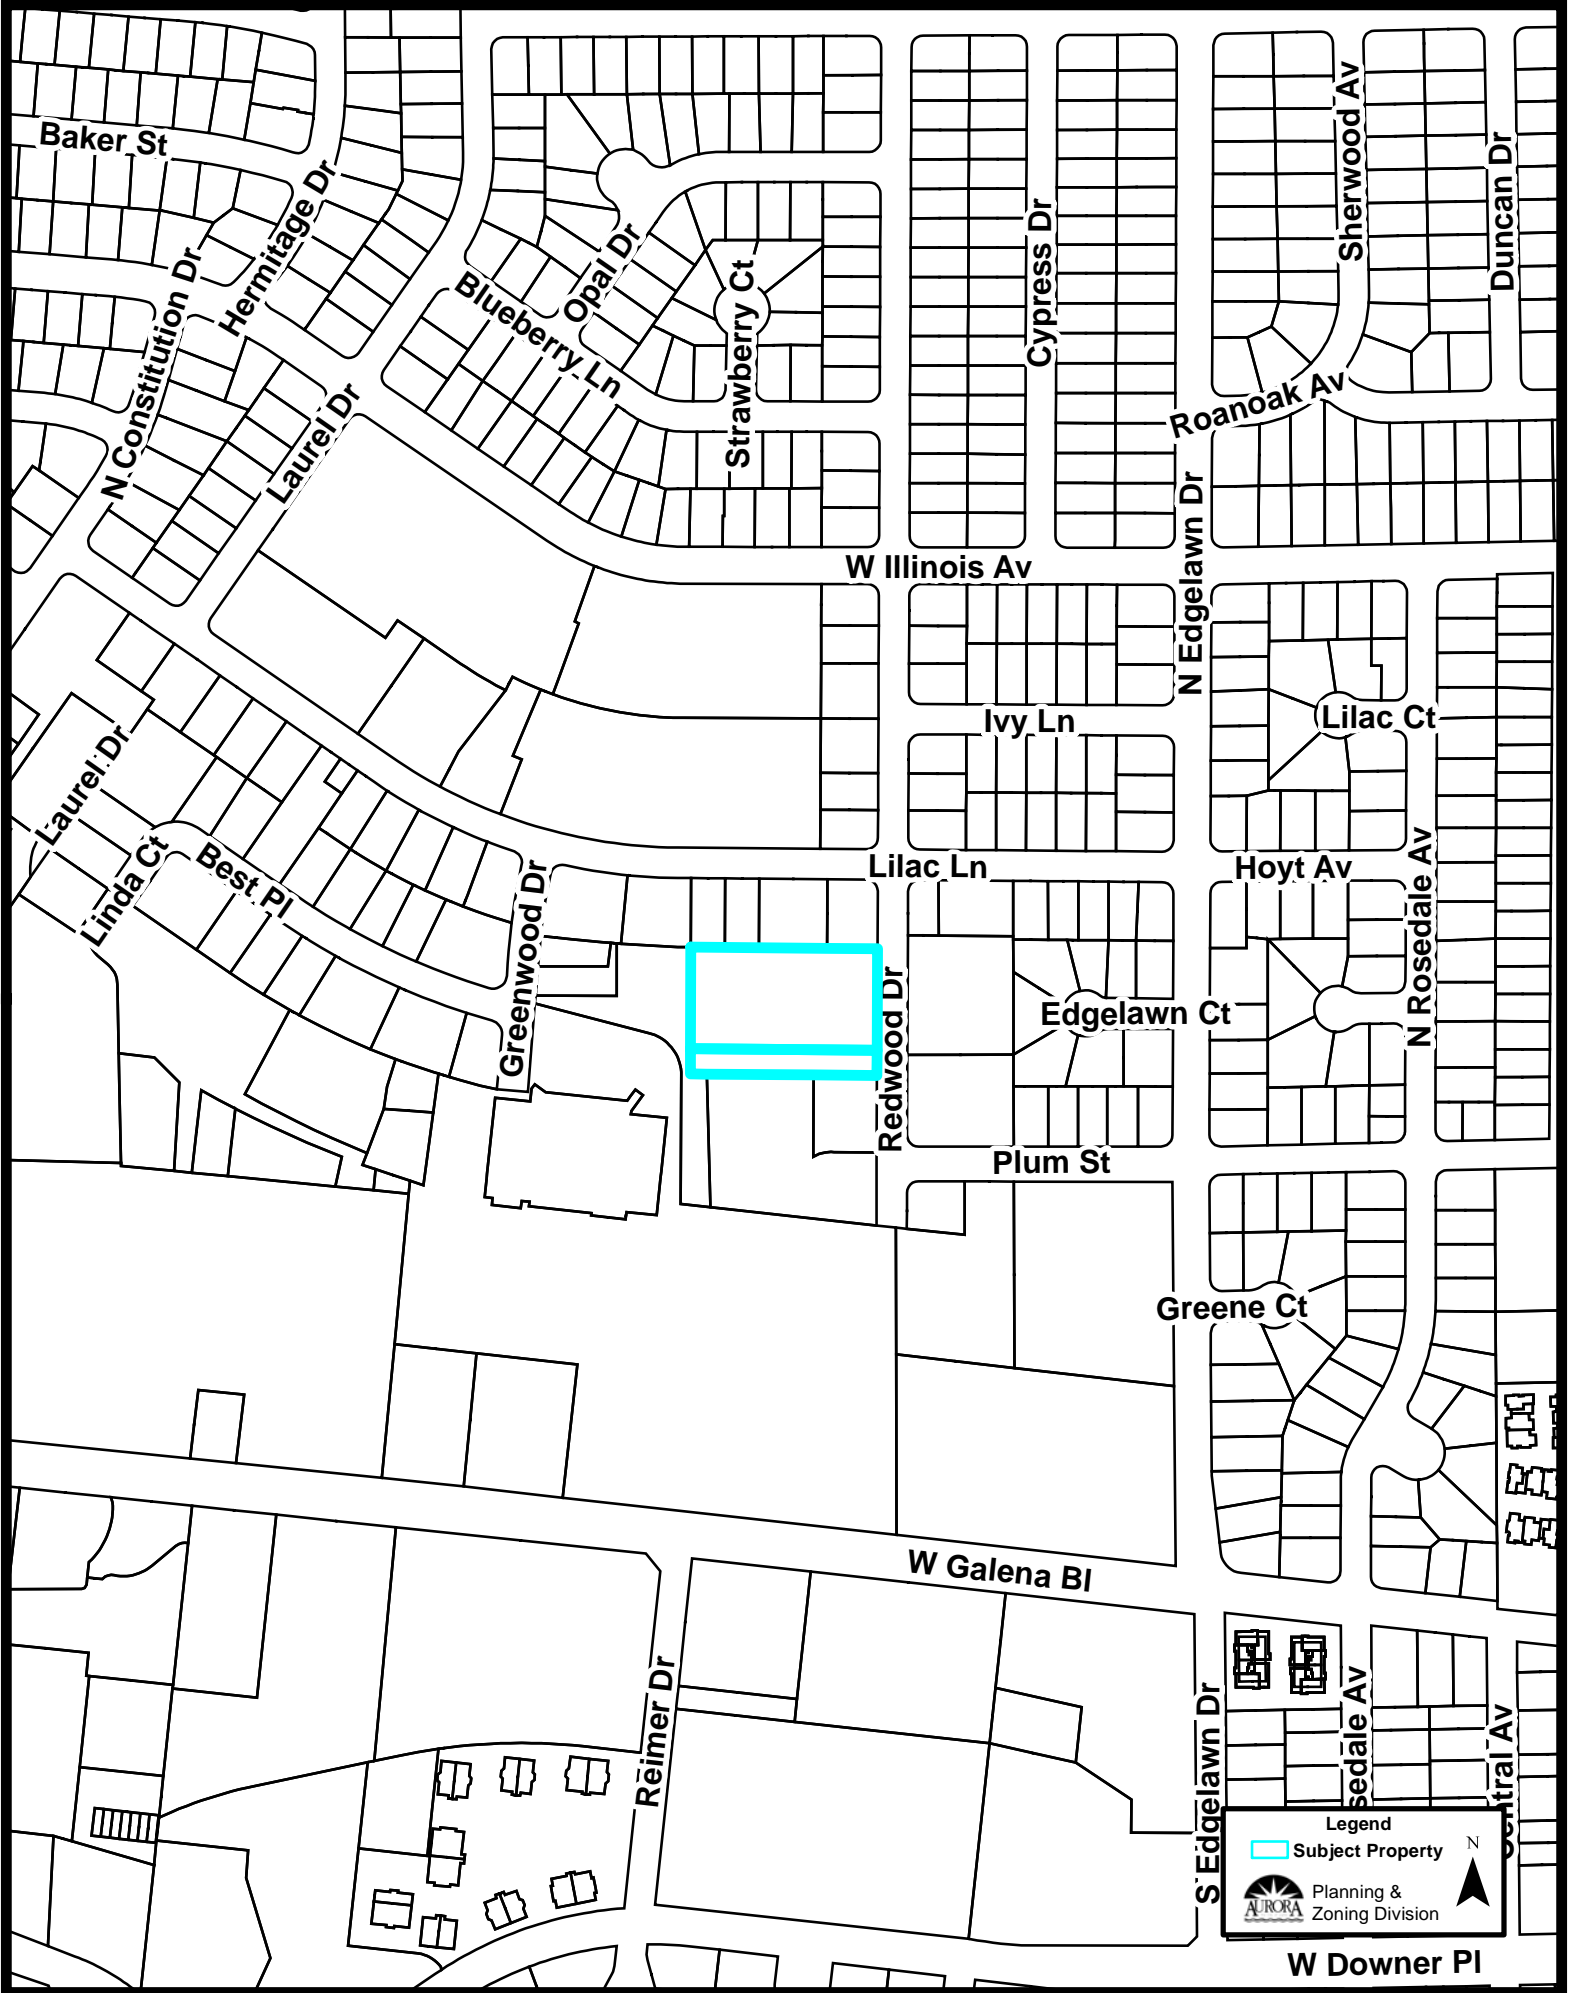 Baker St
Hermitage Dr
N Constitution Dr
Laurel Dr
Opal Dr
Blueberry Ln
Strawberry Ct
Cypress Dr
Sherwood Av
Duncan Dr
Roanoak Av
N Edgelawn Dr
W Illinois Av
Ivy Ln
Lilac Ct
Laurel Dr
Linda Ct
Best Pl
Greenwood Dr
Lilac Ln
Hoyt Av
N Rosedale Av
Redwood Dr
Edgelawn Ct
Plum St
Greene Ct
W Galena Bl
Reimer Dr
S Edgelawn Dr
sedale Av
entral Av
Legend
Subject Property
N
AURORA
Planning &
Zoning Division
W Downer Pl